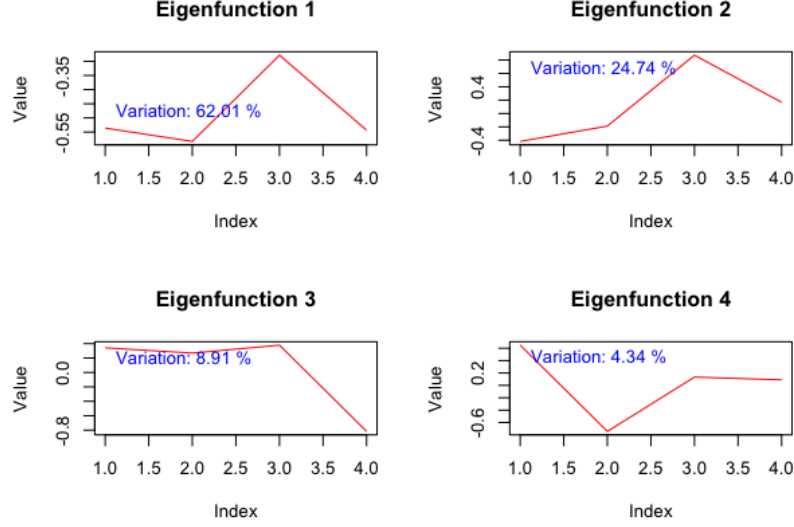 Eigenfunction 1
Value
-0.35
-0.55
Variation: 62.01 %
1.0 1.5 2.0 2.5 3.0 3.5 4.0
Index
Eigenfunction 2
Value
0.4
-0.4
Variation: 24.74 %
1.0 1.5 2.0 2.5 3.0 3.5 4.0
Index
Eigenfunction 3
Value
0.0
-0.8
Variation: 8.91 %
1.0 1.5 2.0 2.5 3.0 3.5 4.0
Index
Eigenfunction 4
Value
0.2
-0.6
Variation: 4.34 %
1.0 1.5 2.0 2.5 3.0 3.5 4.0
Index